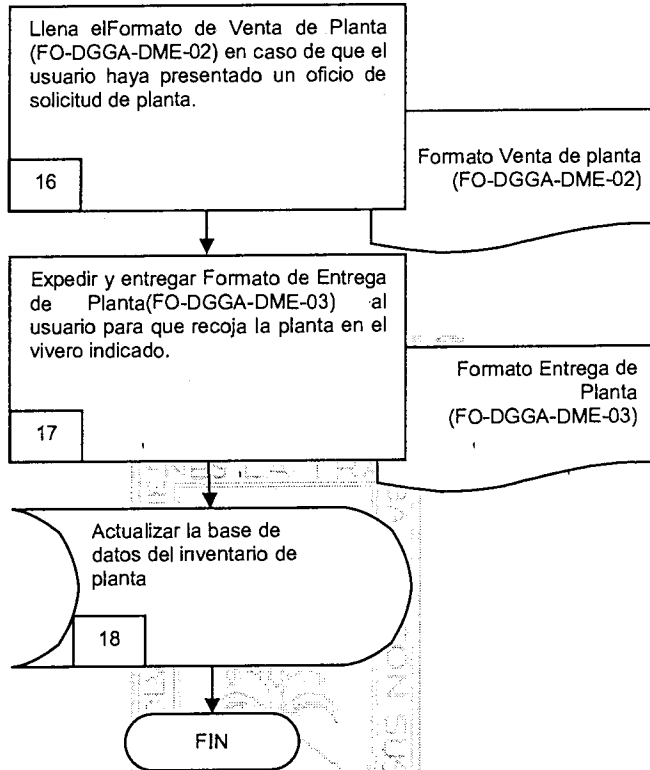 Llena elFormato de Venta de Planta
(FO-DGGA-DME-02) en caso de que el
usuario haya presentado un oficio de
solicitud de planta.
16
Formato Venta de planta
(FO-DGGA-DME-02)
Expedir y entregar Formato de Entrega
de Planta(FO-DGGA-DME-03) al
usuario para que recoja la planta en el
vivero indicado.
17
Formato Entrega de
Planta
(FO-DGGA-DME-03)
Actualizar la base de
datos del inventario de
planta
18
FIN